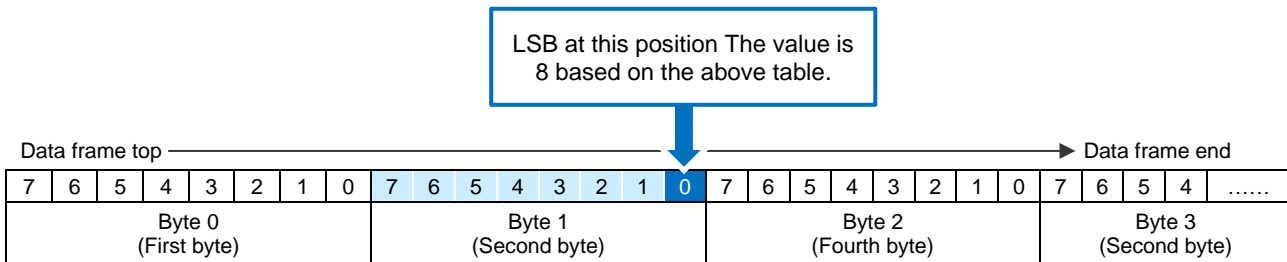 LSB at this position The value is
8 based on the above table.
Data frame top Data frame end
7 6 5 4 3 2 1 0 7 6 5 4 3 2 1 0 7 6 5 4 3 2 1 0 7 6 5 4 ......
Byte 0 Byte 1 Byte 2 Byte 3
(First byte) (Second byte) (Fourth byte) (Second byte)